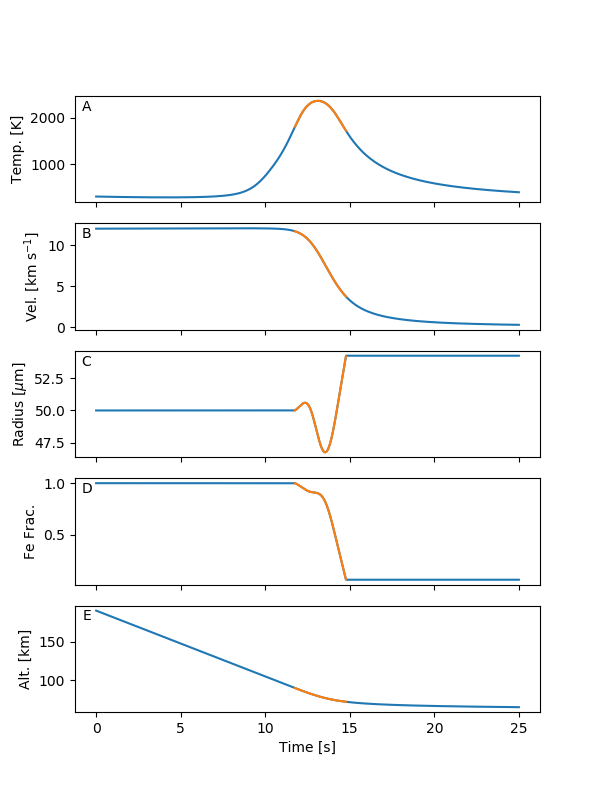 A
Temp. [K]
2000
1000
B
Vel. [km s⁻¹]
10
5
0
C
Radius [μm]
52.5
50.0
47.5
D
Fe Frac.
1.0
0.5
E
Alt. [km]
150
100
0 5 10 15 20 25
Time [s]